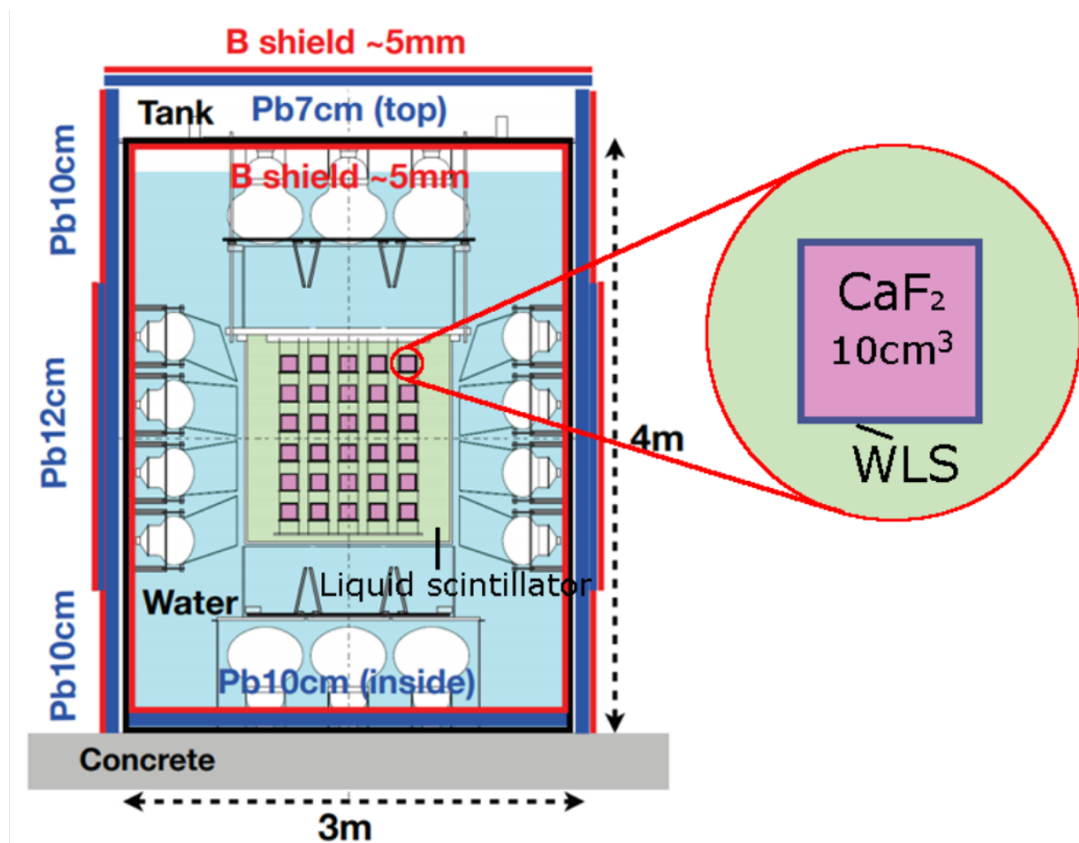 B shield ~5mm
Tank
Pb7cm (top)
B shield ~5mm
Pb10cm
Pb12cm
Pb10cm
CaF₂
10cm³
WLS
4m
Liquid scintillator
Water
Pb10cm (inside)
Concrete
3m